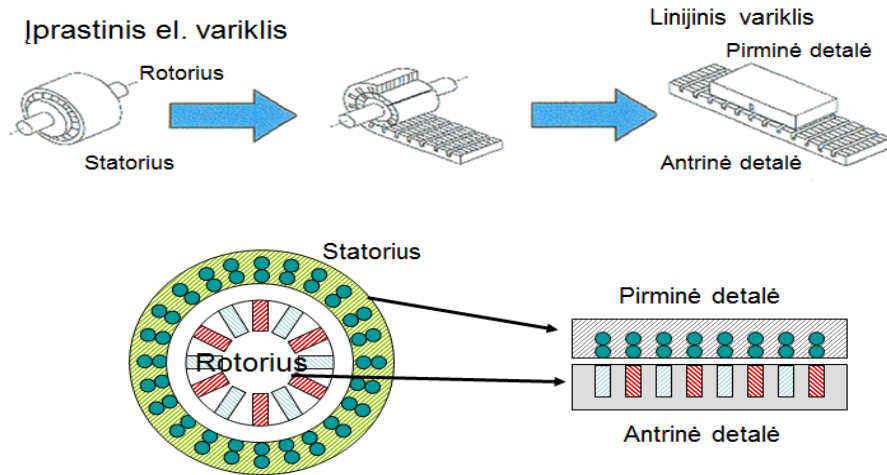 Įprastinis el. variklis
Linijinis variklis
Pirminė detalė
Rotorius
Statorius
Antrinė detalė
Statorius
Pirminė detalė
Rotorius
Antrinė detalė